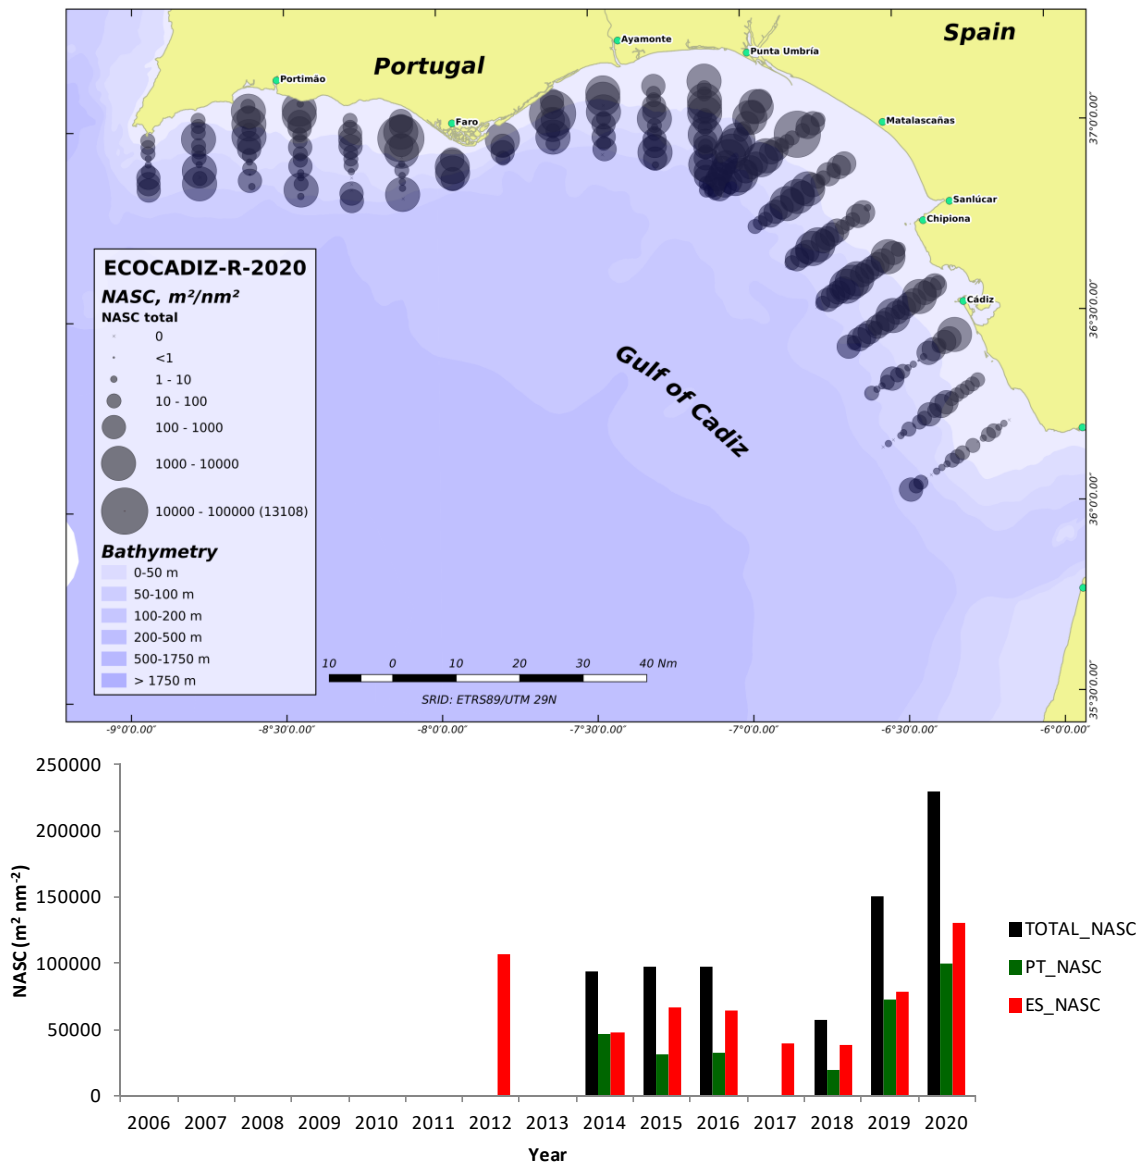 Spain
Ayamonte
Punta Umbría
Portugal
Portimão
Faro
Matalascañas
Sanlúcar
Chipiona
Cádiz
Gulf of Cadiz
37°0'0.00"
36°30'0.00"
36°0'0.00"
35°30'0.00"
ECOCADIZ-R-2020
NASC, m²/nm²
NASC total
0
<1
1 - 10
10 - 100
100 - 1000
1000 - 10000
10000 - 100000 (13108)
Bathymetry
0-50 m
50-100 m
100-200 m
200-500 m
500-1750 m
> 1750 m
10 0 10 20 30 40 Nm
SRID: ETRS89/UTM 29N
-9°0'0.00" -8°30'0.00" -8°0'0.00" -7°30'0.00" -7°0'0.00" -6°30'0.00" -6°0'0.00"
250000
200000
150000
100000
50000
0
NASC (m² nm⁻²)
TOTAL_NASC
PT_NASC
ES_NASC
2006 2007 2008 2009 2010 2011 2012 2013 2014 2015 2016 2017 2018 2019 2020
Year